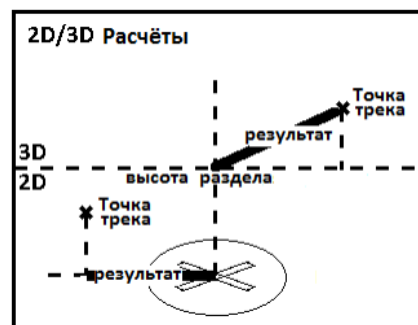 2D/3D Расчёты
Точка
трека
результат
3D
высота раздела
2D
Точка
трека
результат